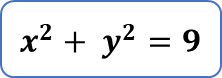 x² + y² = 9